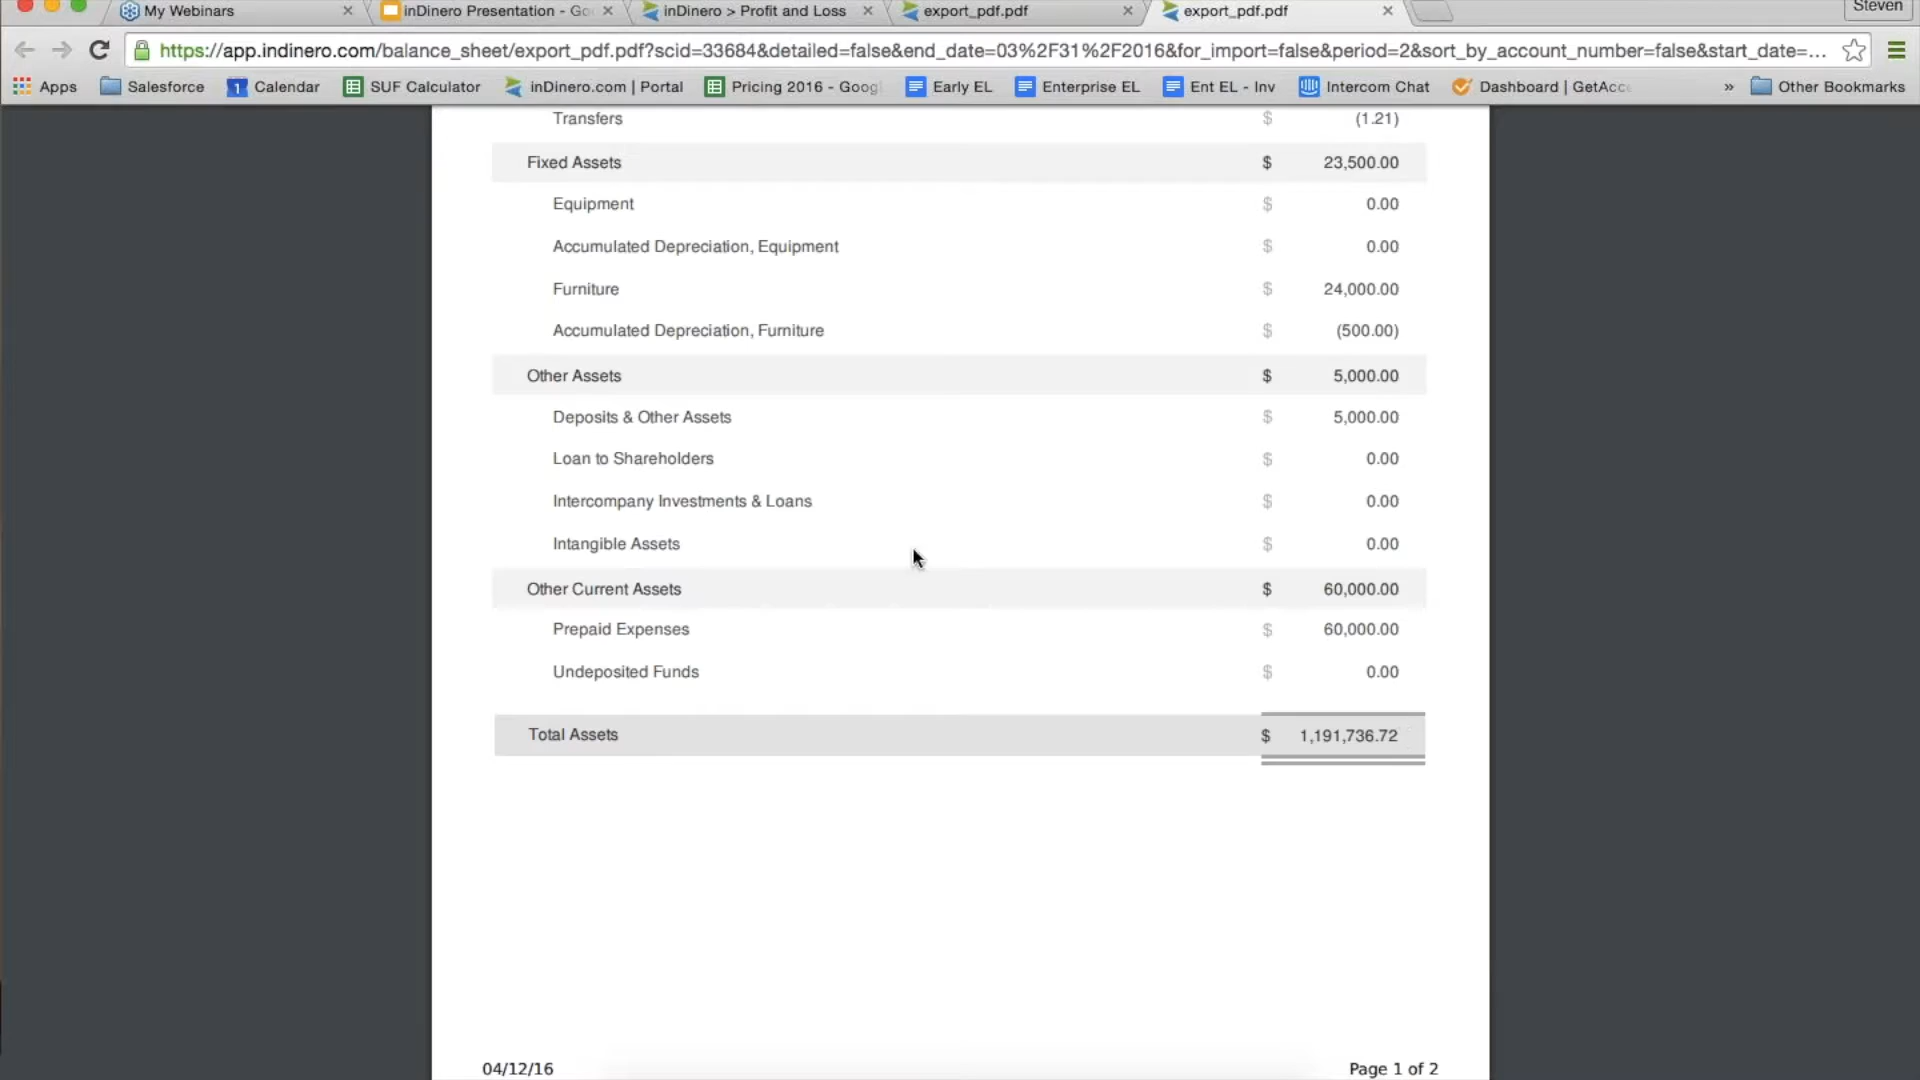 My Webinars
inDinero Presentation - Go
inDinero > Profit and Loss
export_pdf.pdf
export_pdf.pdf
Steven
https://app.indinero.com/balance_sheet/export_pdf.pdf?scid=33684&detailed=false&end_date=03%2F31%2F2016&for_import=false&period=2&sort_by_account_number=false&start_date=...
Apps Salesforce 1 Calendar SUF Calculator inDinero.com | Portal Pricing 2016 - Goog Early EL Enterprise EL Ent EL - Inv Intercom Chat Dashboard | GetAcc » Other Bookmarks
Transfers $ (1.21)
Fixed Assets $ 23,500.00
Equipment $ 0.00
Accumulated Depreciation, Equipment $ 0.00
Furniture $ 24,000.00
Accumulated Depreciation, Furniture $ (500.00)
Other Assets $ 5,000.00
Deposits & Other Assets $ 5,000.00
Loan to Shareholders $ 0.00
Intercompany Investments & Loans $ 0.00
Intangible Assets $ 0.00
Other Current Assets $ 60,000.00
Prepaid Expenses $ 60,000.00
Undeposited Funds $ 0.00
Total Assets $ 1,191,736.72
04/12/16 Page 1 of 2